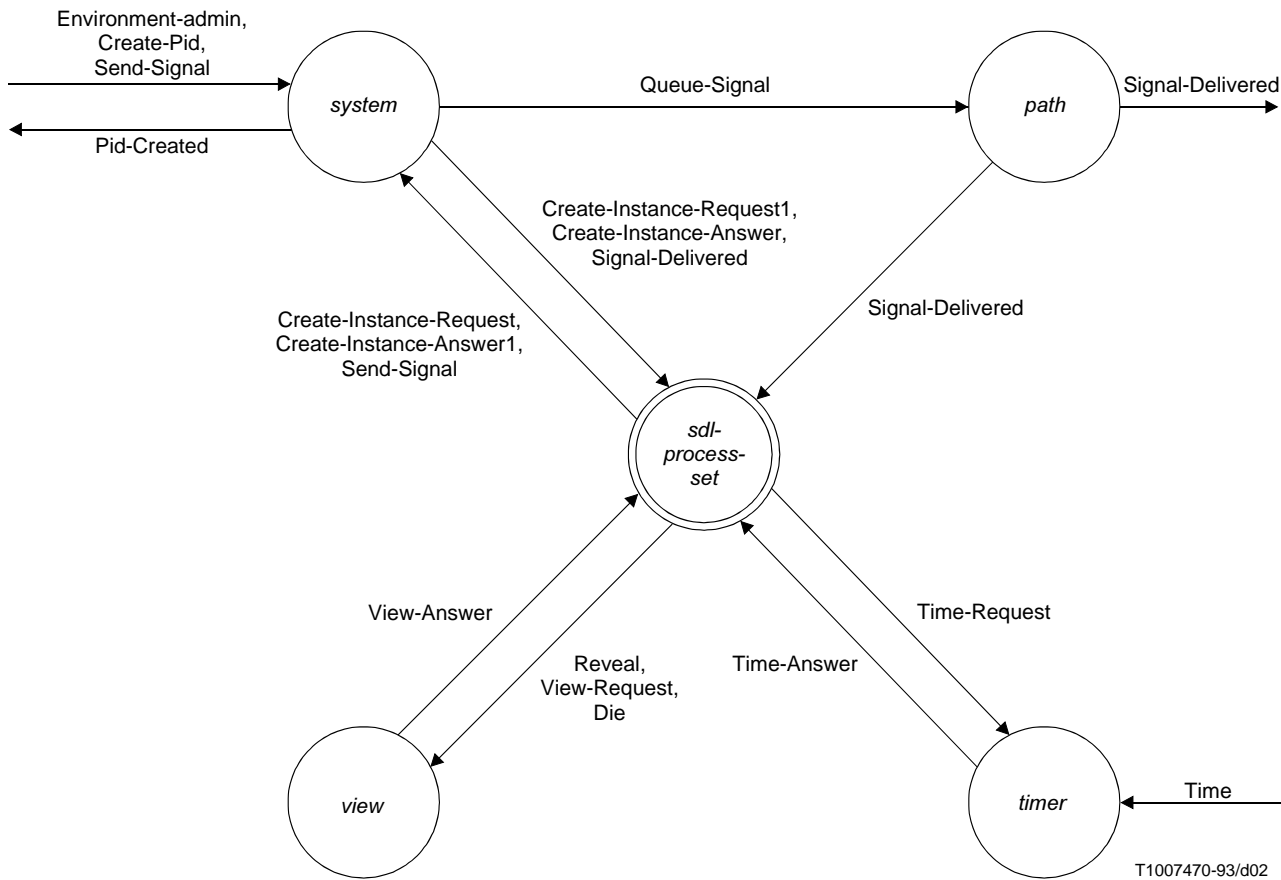 Environment-admin,
Create-Pid,
Send-Signal
system
Queue-Signal
path
Signal-Delivered
Pid-Created
Create-Instance-Request1,
Create-Instance-Answer,
Signal-Delivered
Signal-Delivered
Create-Instance-Request,
Create-Instance-Answer1,
Send-Signal
sdl-
process-
set
View-Answer
Time-Request
Reveal,
View-Request,
Die
Time-Answer
view
timer
Time
T1007470-93/d02